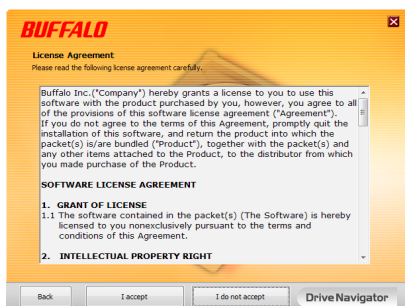 BUFFALO
License Agreement
Please read the following license agreement carefully.
Buffalo Inc.("Company") hereby grants a license to you to use this
software with the product purchased by you, however, you agree to all
of the provisions of this software license agreement ("Agreement").
If you do not agree to the terms of this Agreement, promptly quit the
installation of this software, and return the product into which the
packet(s) is/are bundled ("Product"), together with the packet(s) and
any other items attached to the Product, to the distributor from which
you made purchase of the Product.
SOFTWARE LICENSE AGREEMENT
1. GRANT OF LICENSE
1.1 The software contained in the packet(s) (The Software) is hereby
licensed to you nonexclusively pursuant to the terms and
conditions of this Agreement.
2. INTELLECTUAL PROPERTY RIGHT
Back
I accept
I do not accept
DriveNavigator